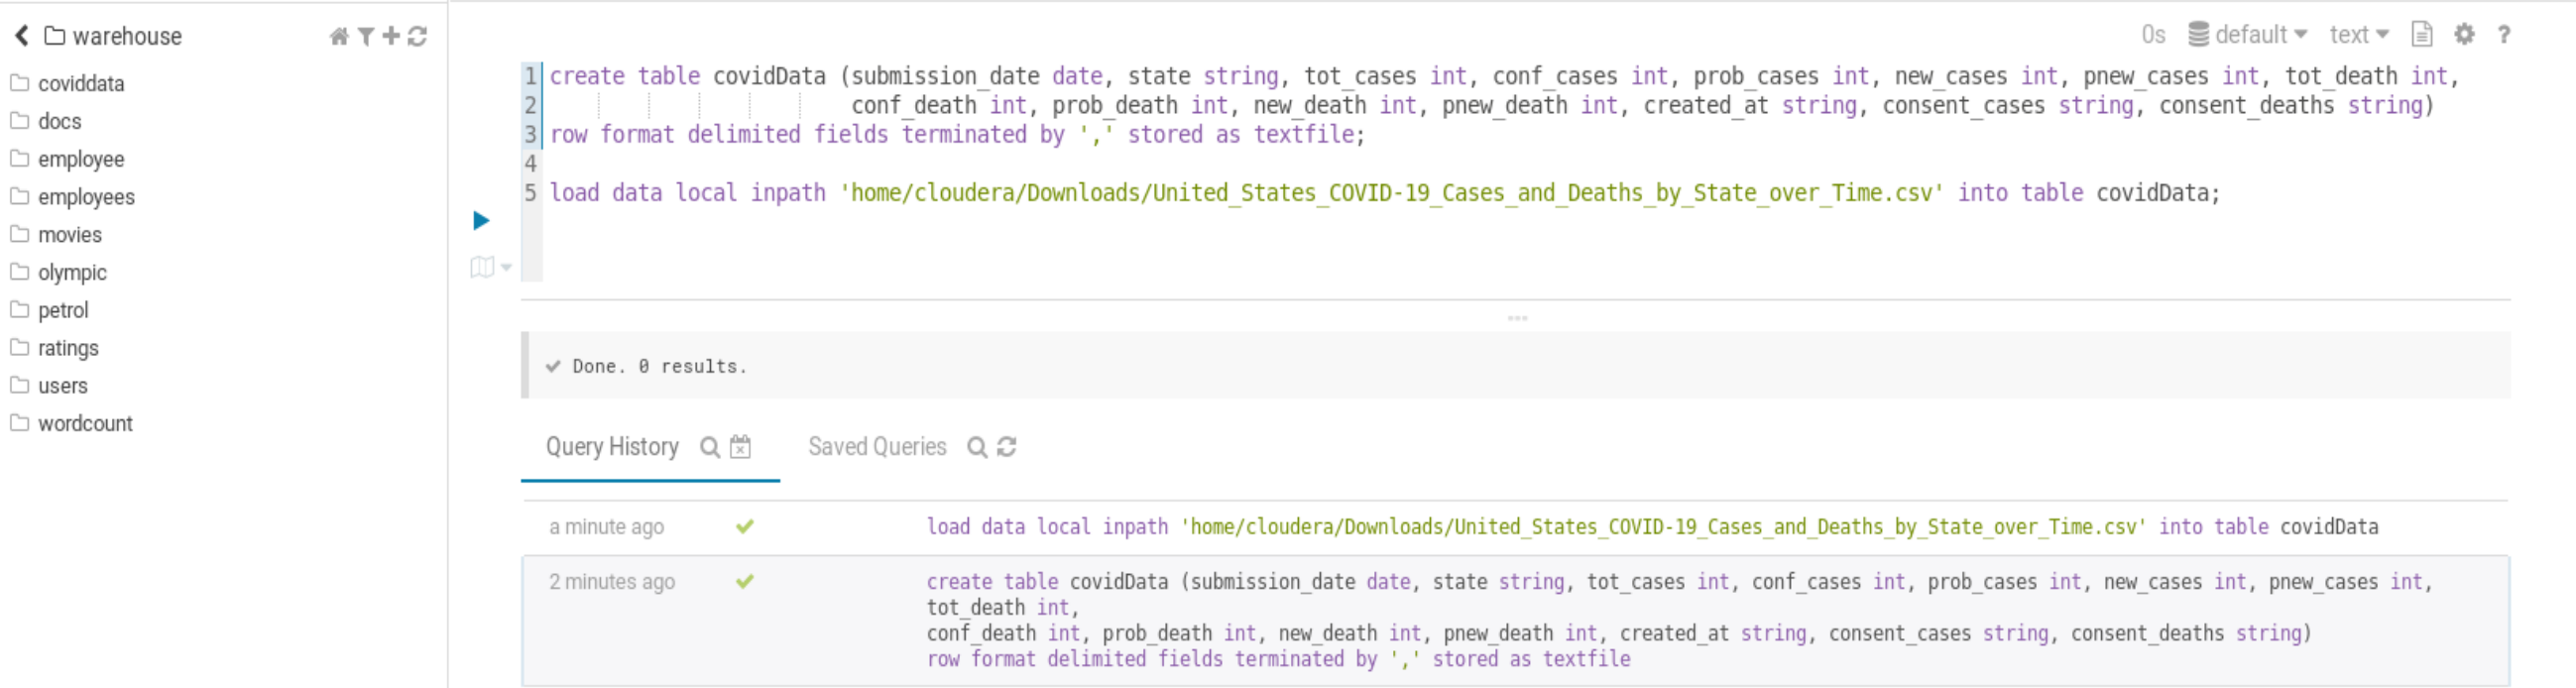 warehouse
coviddata
docs
employee
employees
movies
olympic
petrol
ratings
users
wordcount
0s default text ?
1 create table covidData (submission_date date, state string, tot_cases int, conf_cases int, prob_cases int, new_cases int, pnew_cases int, tot_death int,
2 conf_death int, prob_death int, new_death int, pnew_death int, created_at string, consent_cases string, consent_deaths string)
3 row format delimited fields terminated by ',' stored as textfile;
4
5 load data local inpath 'home/cloudera/Downloads/United_States_COVID-19_Cases_and_Deaths_by_State_over_Time.csv' into table covidData;
Done. 0 results.
Query History Saved Queries
a minute ago load data local inpath 'home/cloudera/Downloads/United_States_COVID-19_Cases_and_Deaths_by_State_over_Time.csv' into table covidData
2 minutes ago create table covidData (submission_date date, state string, tot_cases int, conf_cases int, prob_cases int, new_cases int, pnew_cases int,
tot_death int,
conf_death int, prob_death int, new_death int, pnew_death int, created_at string, consent_cases string, consent_deaths string)
row format delimited fields terminated by ',' stored as textfile